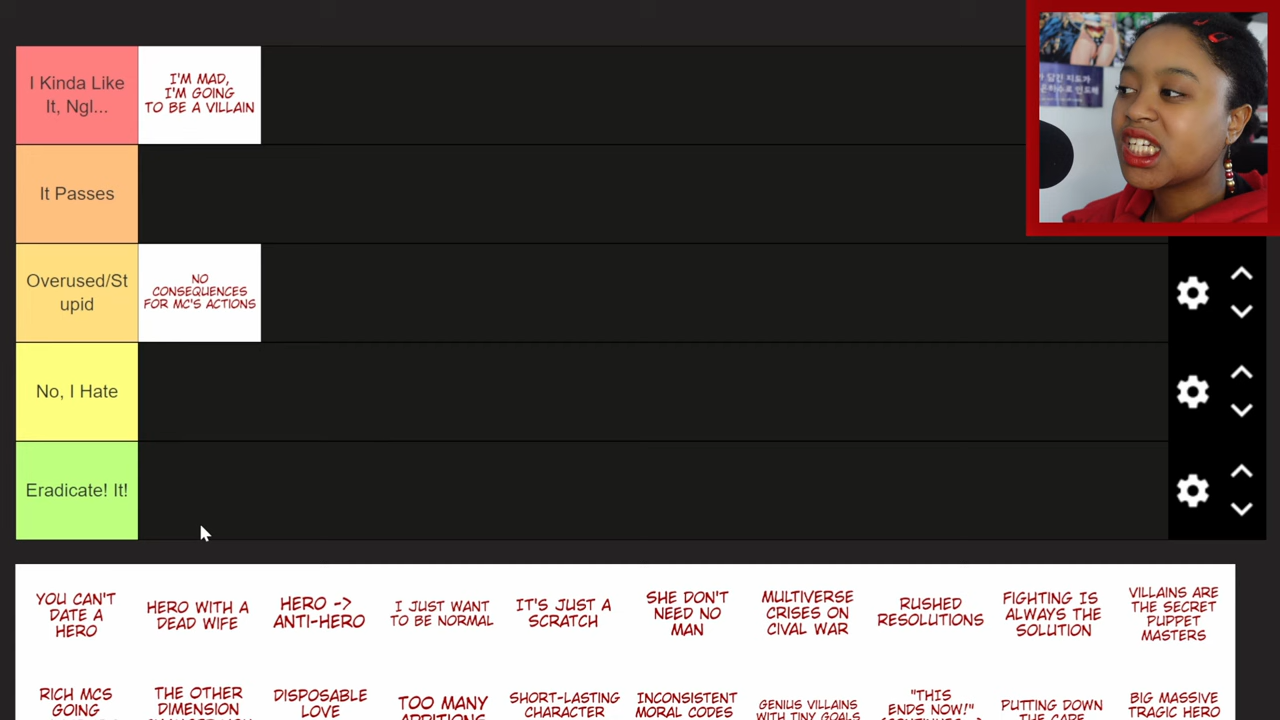 I Kinda Like
It, Ngl...
I'M MAD,
I'M GOING
TO BE A VILLAIN
It Passes
Overused/St
upid
NO
CONSEQUENCES
FOR MC'S ACTIONS
No, I Hate
Eradicate! It!
YOU CAN'T
DATE A
HERO
HERO WITH A
DEAD WIFE
HERO ->
ANTI-HERO
I JUST WANT
TO BE NORMAL
IT'S JUST A
SCRATCH
SHE DON'T
NEED NO
MAN
MULTIVERSE
CRISES ON
CIVAL WAR
RUSHED
RESOLUTIONS
FIGHTING IS
ALWAYS THE
SOLUTION
VILLAINS ARE
THE SECRET
PUPPET
MASTERS
RICH MCS
GOING
THE OTHER
DIMENSION
DISPOSABLE
LOVE
TOO MANY
SHORT-LASTING
CHARACTER
INCONSISTENT
MORAL CODES
GENIUS VILLAINS
WITH TINY GOALS
"THIS
ENDS NOW!"
PUTTING DOWN
THE CAPE
BIG MASSIVE
TRAGIC HERO